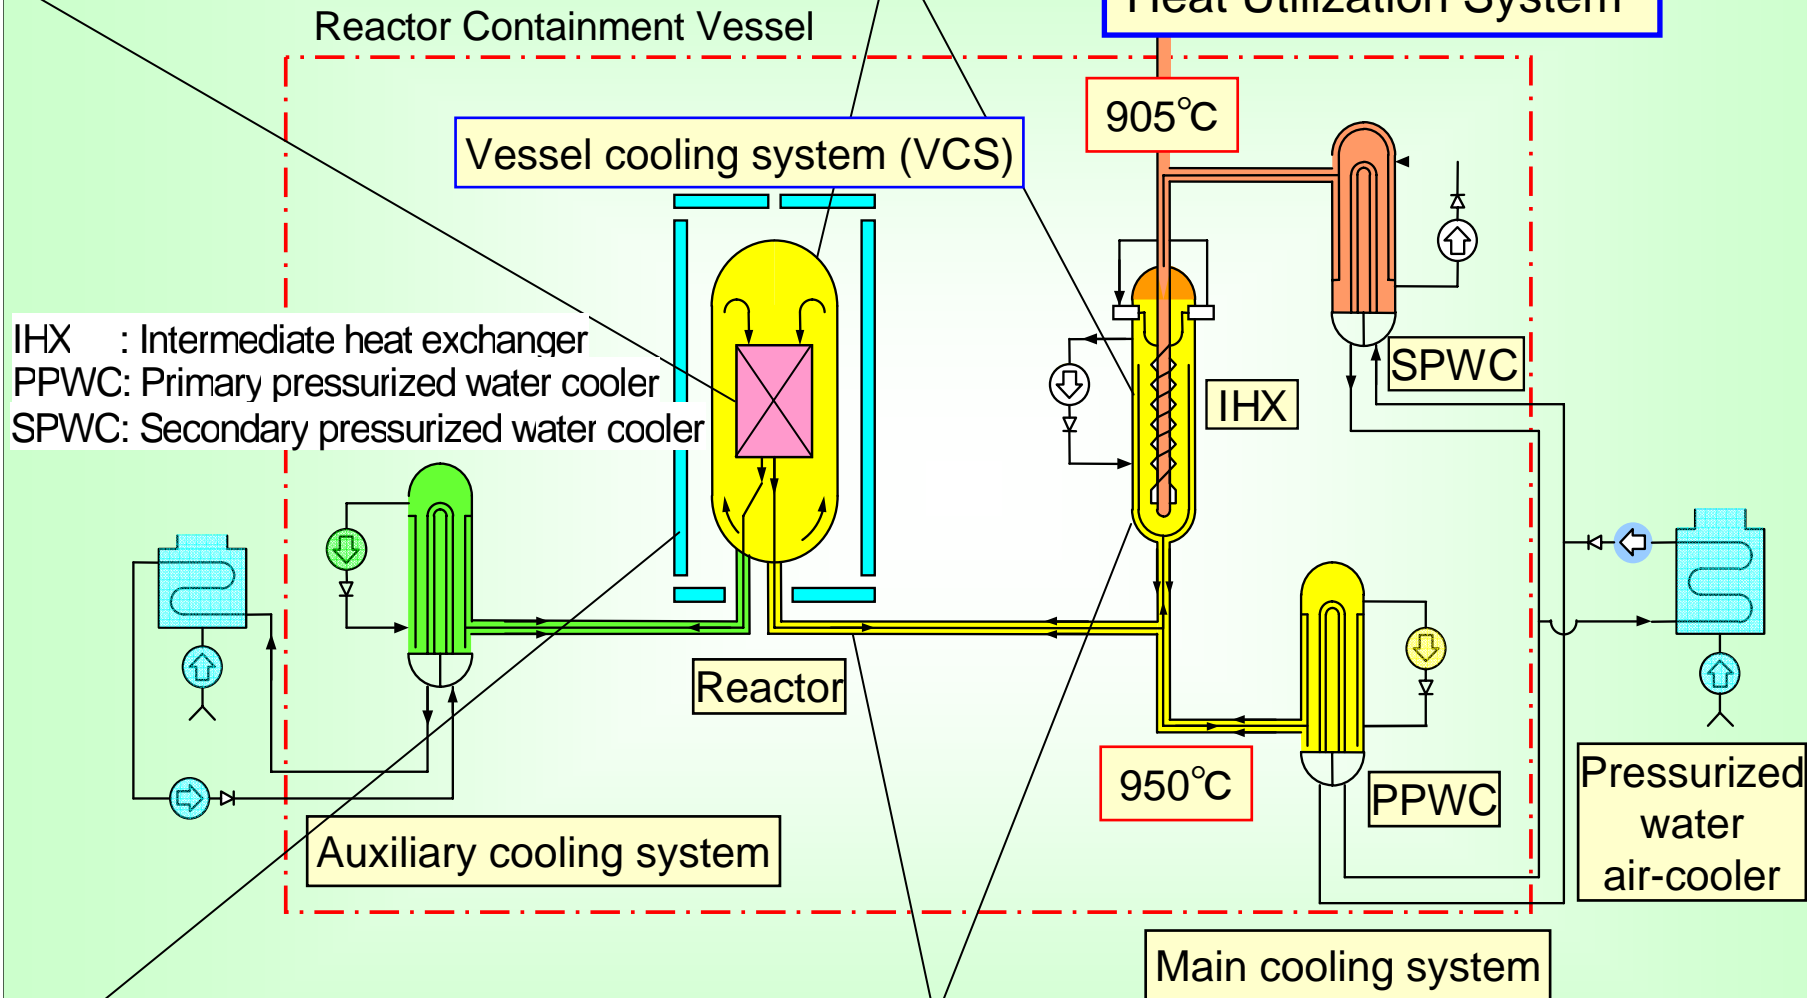 Heat Utilization System
Reactor Containment Vessel
905℃
Vessel cooling system (VCS)
IHX : Intermediate heat exchanger
PPWC: Primary pressurized water cooler
SPWC: Secondary pressurized water cooler
SPWC
IHX
Reactor
950℃
PPWC
Pressurized
water
air-cooler
Auxiliary cooling system
Main cooling system